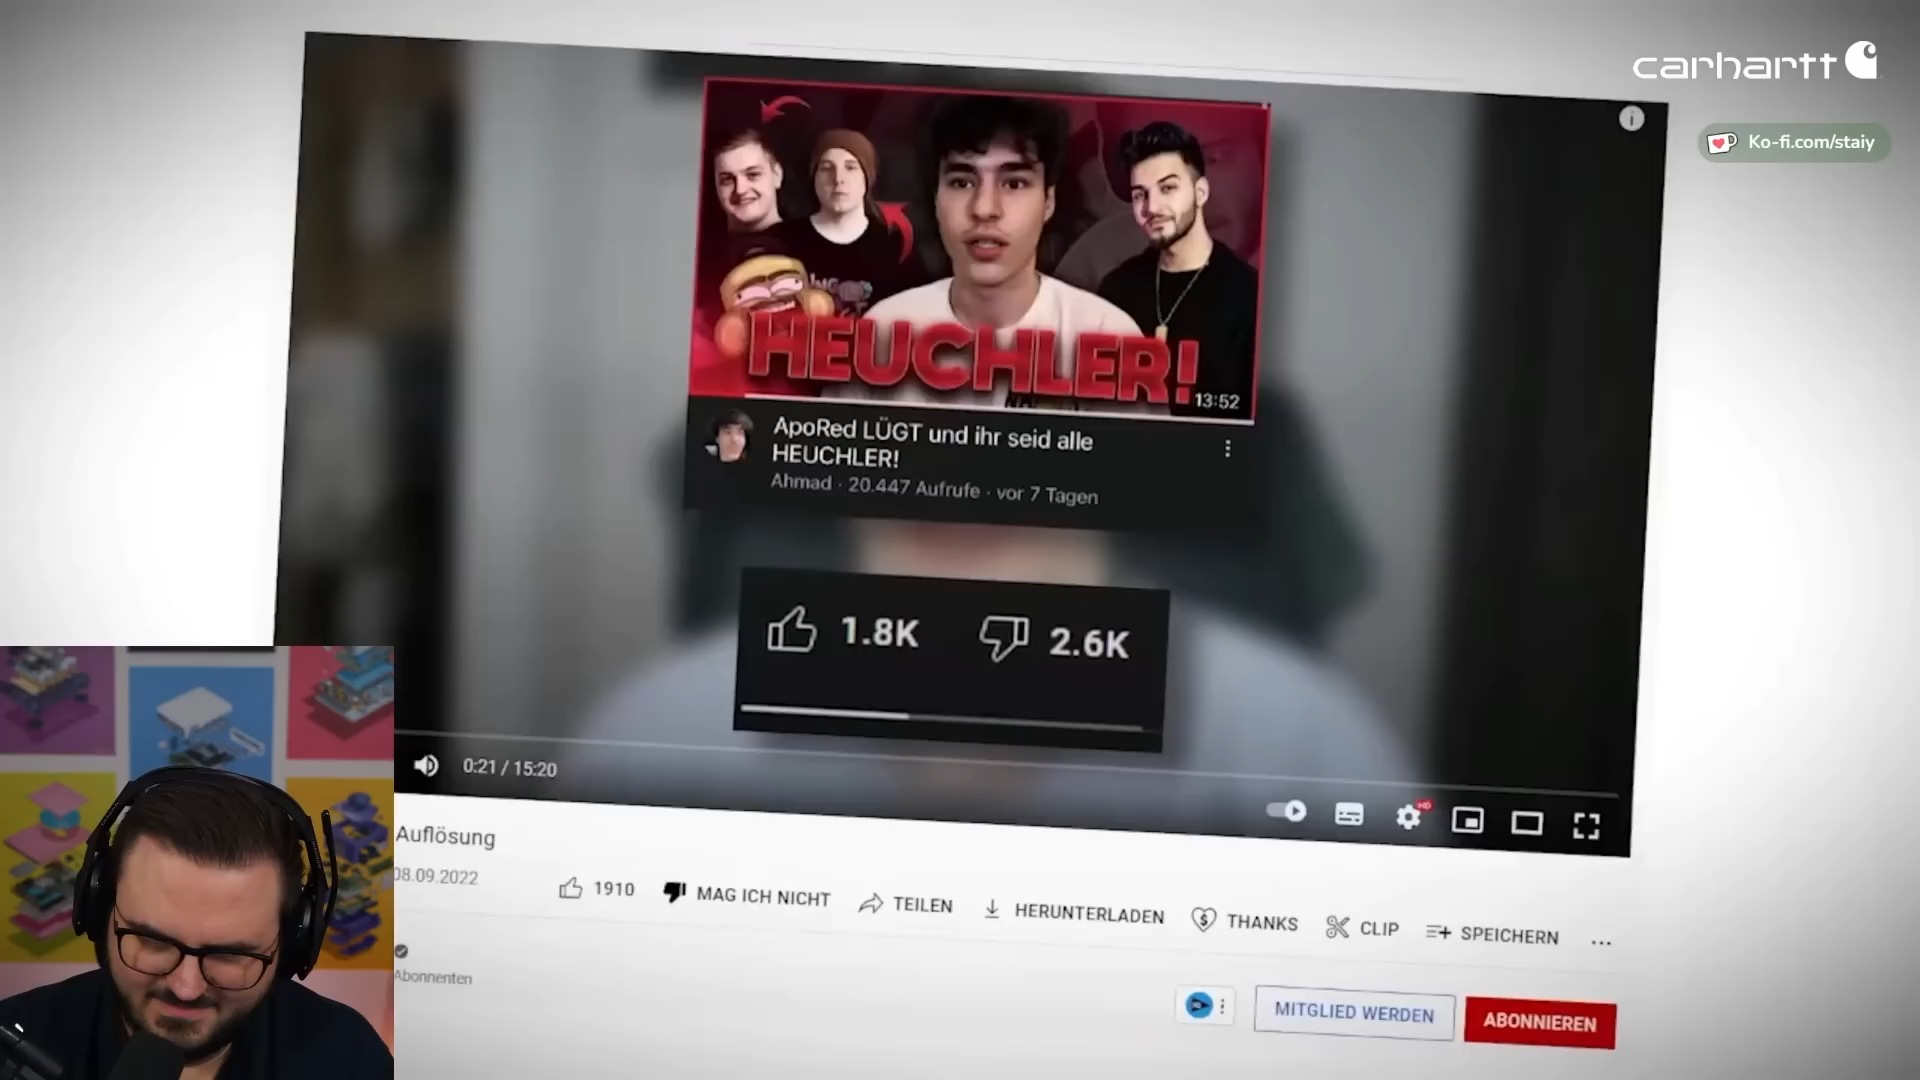 carhartt
Ko-fi.com/staiy
HEUCHLER!
13:52
ApoRed LÜGT und ihr seid alle
HEUCHLER!
Ahmad · 20.447 Aufrufe · vor 7 Tagen
1.8K
2.6K
0:21 / 15:20
HD
Auflösung
08.09.2022
1910
MAG ICH NICHT
TEILEN
HERUNTERLADEN
THANKS
CLIP
SPEICHERN
Abonnenten
MITGLIED WERDEN
ABONNIEREN